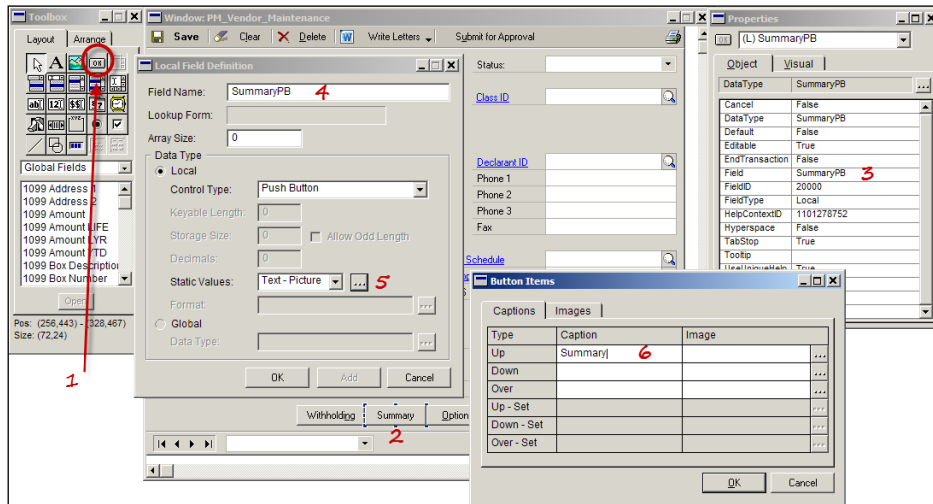 Toolbox
Layout
Arrange
A
OK
ab|
12]
$$]
XYZ
Global Fields
1099 Address 1
1099 Address 2
1099 Amount
1099 Amount LIFE
1099 Amount LYR
1099 Amount YTD
1099 Box Description
1099 Box Number
Open
Pos: (256,443) - (328,467)
Size: (72,24)
1
Window: PM_Vendor_Maintenance
Save
Clear
Delete
W
Write Letters
Submit for Approval
Status:
Class ID
Declarant ID
Phone 1
Phone 2
Phone 3
Fax
Schedule
Withholding
Summary
Option
2
Local Field Definition
Field Name:
SummaryPB
4
Lookup Form:
Array Size:
0
Data Type
Local
Control Type:
Push Button
Keyable Length:
0
Storage Size:
0
Allow Odd Length
Decimals:
0
Static Values:
Text - Picture
...
5
Format:
...
Global
Data Type:
...
OK
Add
Cancel
Properties
OK
(L) SummaryPB
Object
Visual
DataType SummaryPB ...
Cancel False
DataType SummaryPB
Default False
Editable True
EndTransaction False
Field SummaryPB
3
FieldID 20000
FieldType Local
HelpContextID 1101278752
Hyperspace False
TabStop True
Tooltip
UseUniqueHelp True
Button Items
Captions
Images
Type Caption Image
Up Summary 6 ...
Down ...
Over ...
Up - Set ...
Down - Set ...
Over - Set ...
OK
Cancel